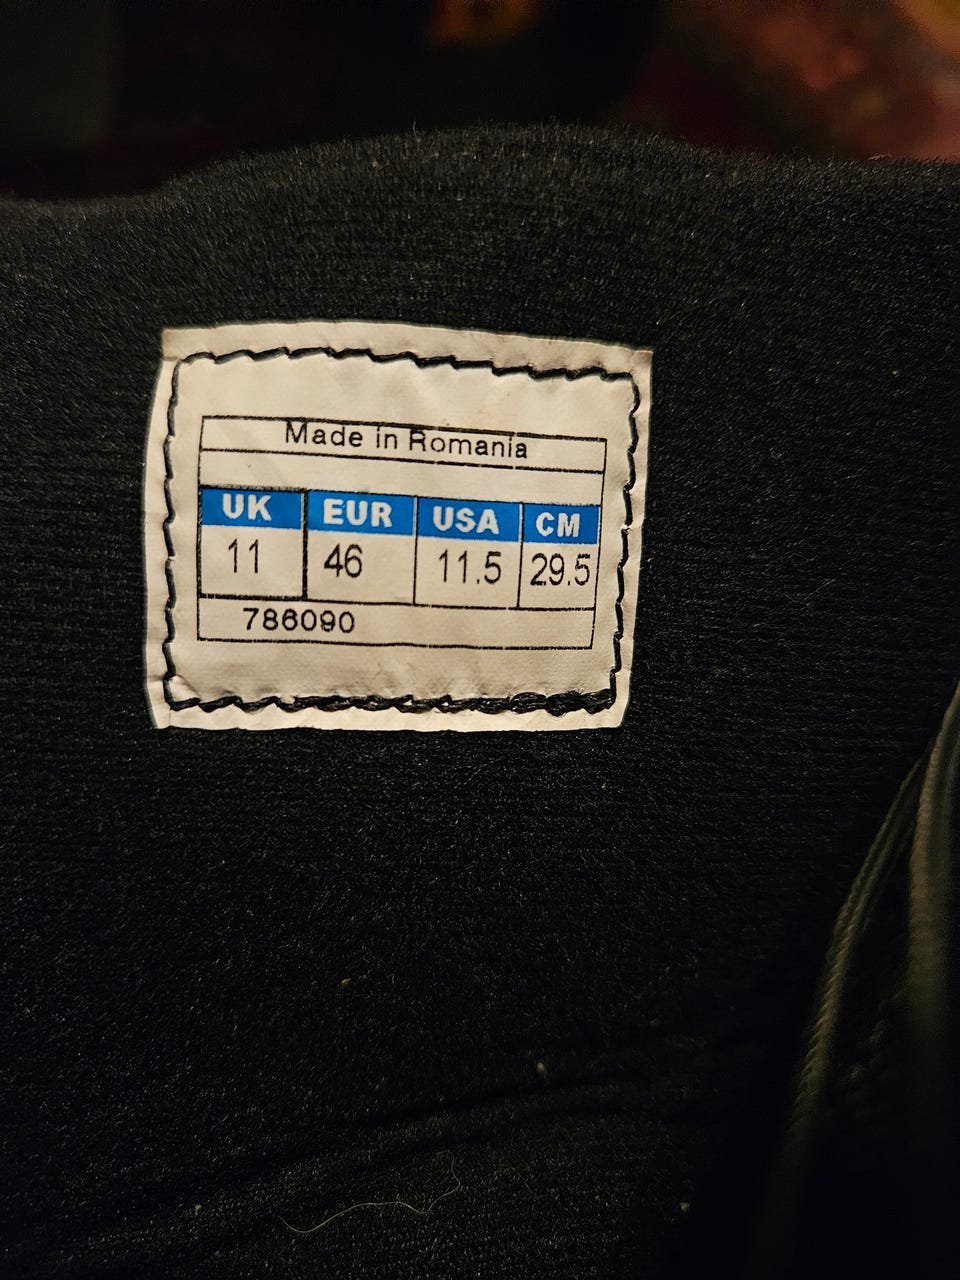 Made in Romania
UK EUR USA CM
11 46 11.5 29.5
786090